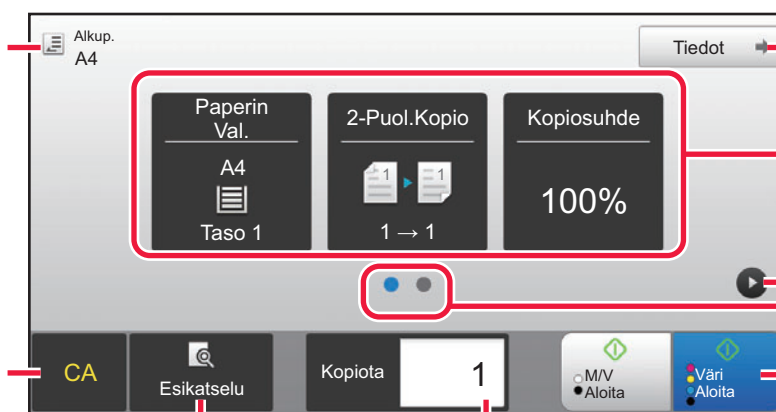 Alkup.
A4
Tiedot
Paperin
Val.
A4
Taso 1
2-Puol.Kopio
1
1
1 → 1
Kopiosuhde
100%
CA
Esikatselu
Kopiota
1
M/V
Aloita
Väri
Aloita